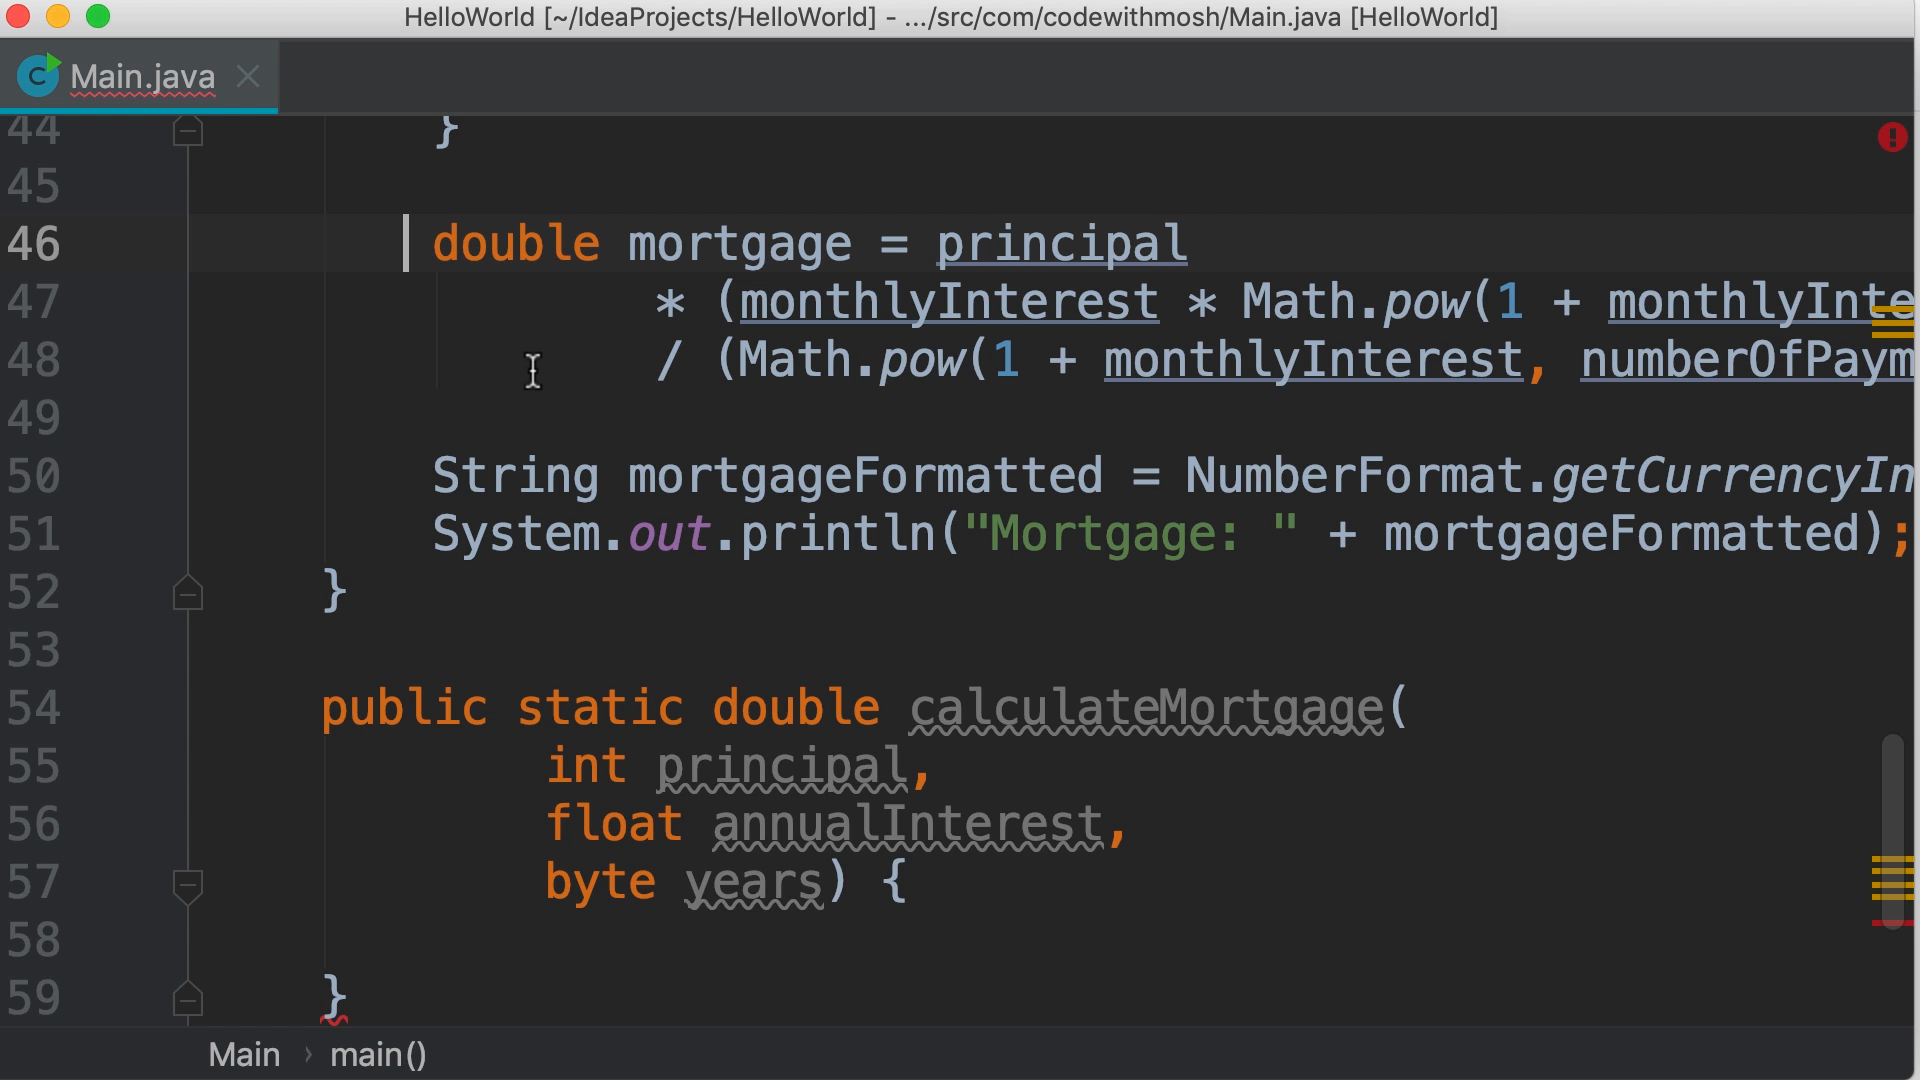 HelloWorld [~/IdeaProjects/HelloWorld] - .../src/com/codewithmosh/Main.java [HelloWorld]
C Main.java
44 }
45
46 double mortgage = principal
47 * (monthlyInterest * Math.pow(1 + monthlyInte
48 / (Math.pow(1 + monthlyInterest, numberOfPaym
49
50 String mortgageFormatted = NumberFormat.getCurrencyIn
51 System.out.println("Mortgage: " + mortgageFormatted);
52 }
53
54 public static double calculateMortgage(
55 int principal,
56 float annualInterest,
57 byte years) {
58
59 }
Main › main()